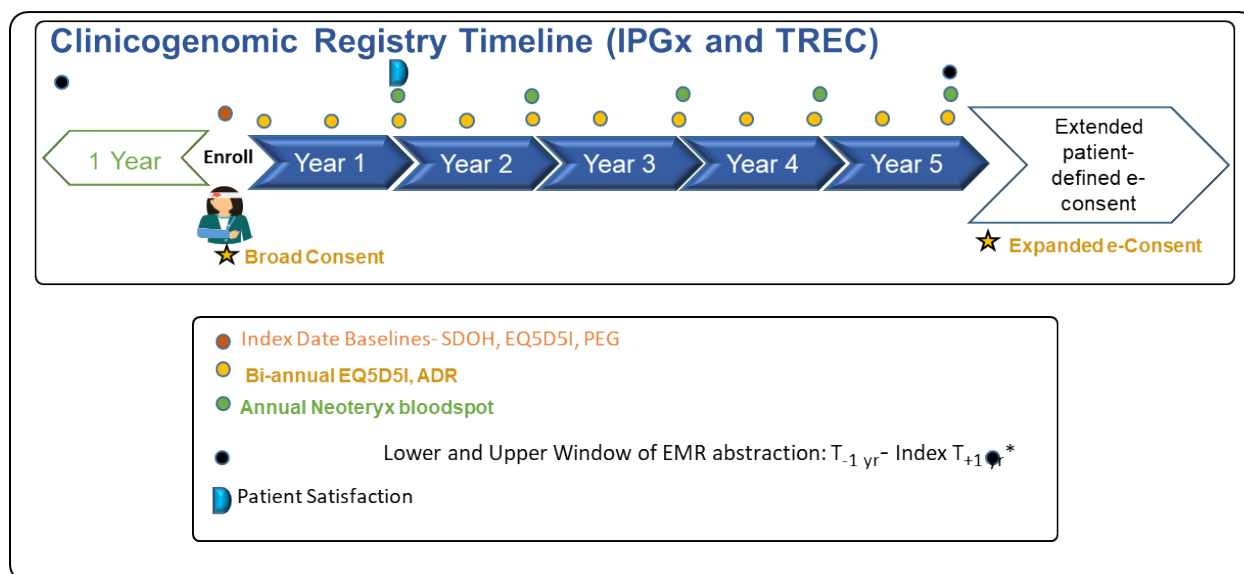 Clinicogenomic Registry Timeline (IPGx and TREC)
1 Year
Enroll
Year 1
Year 2
Year 3
Year 4
Year 5
Extended
patient-
defined e-
consent
Broad Consent
Expanded e-Consent
Index Date Baselines- SDOH, EQ5D5I, PEG
Bi-annual EQ5D5I, ADR
Annual Neoteryx bloodspot
Lower and Upper Window of EMR abstraction: T-1 yr- Index T+1 yr*
Patient Satisfaction